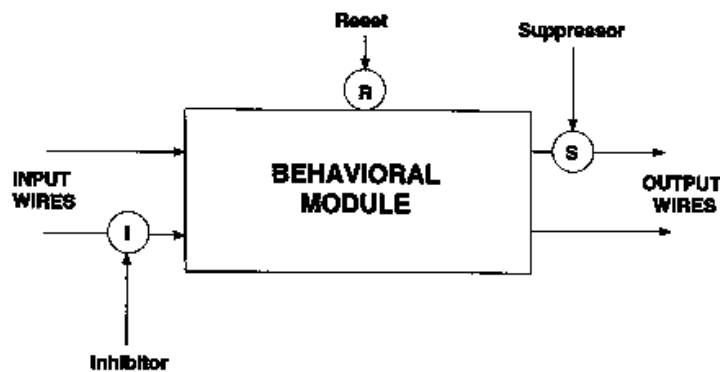 Reset
Suppressor
R
BEHAVIORAL
MODULE
S
INPUT
WIRES
OUTPUT
WIRES
I
Inhibitor